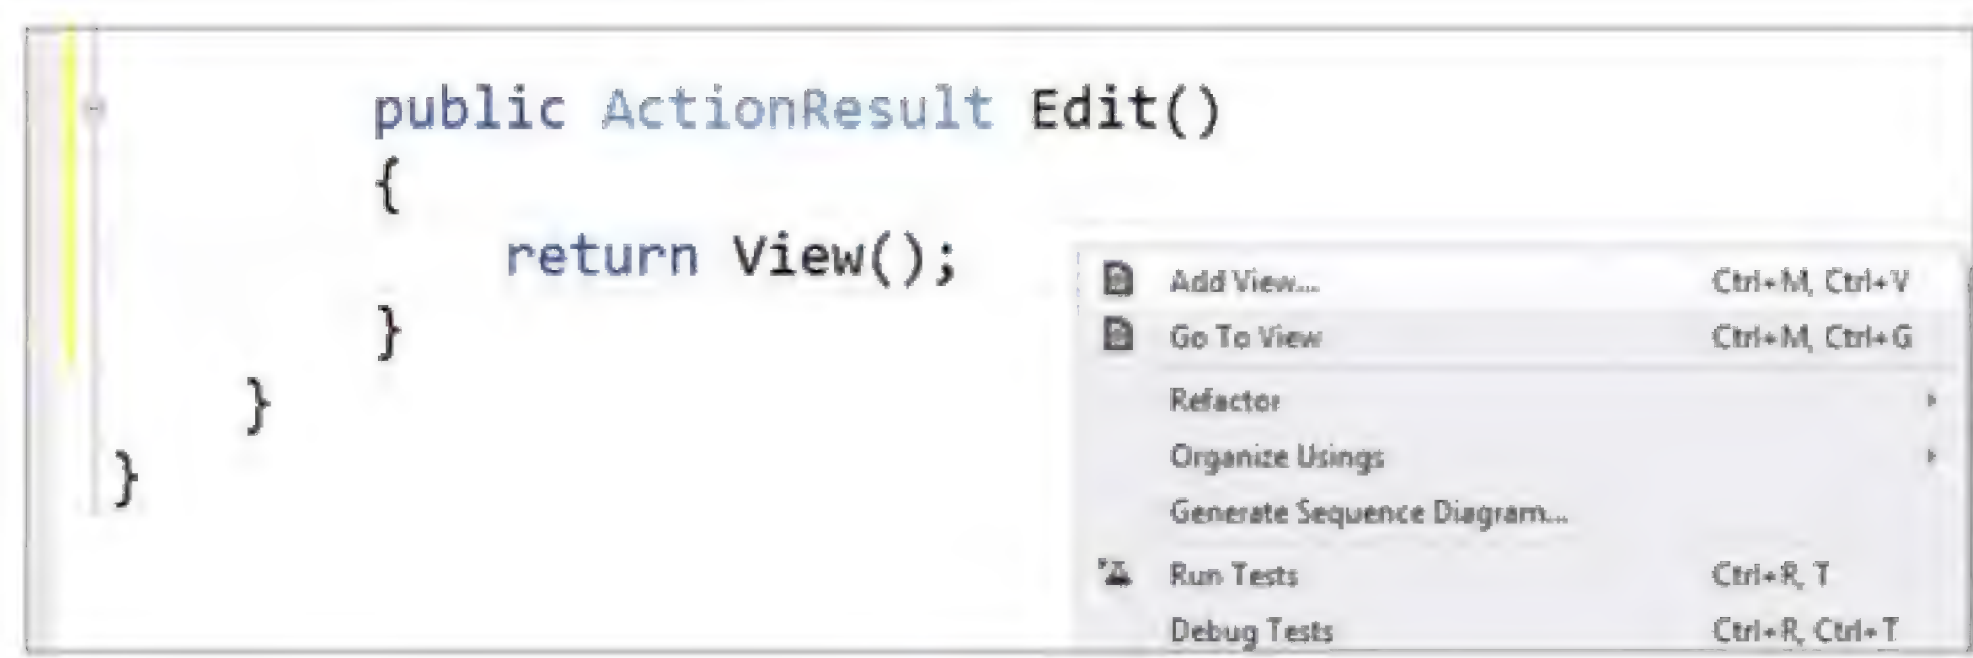 public ActionResult Edit()
{
return View();
}
}
}
Add View... Ctrl+M, Ctrl+V
Go To View Ctrl+M, Ctrl+G
Refactor
Organize Usings
Generate Sequence Diagram...
Run Tests Ctrl+R, T
Debug Tests Ctrl+R, Ctrl+T